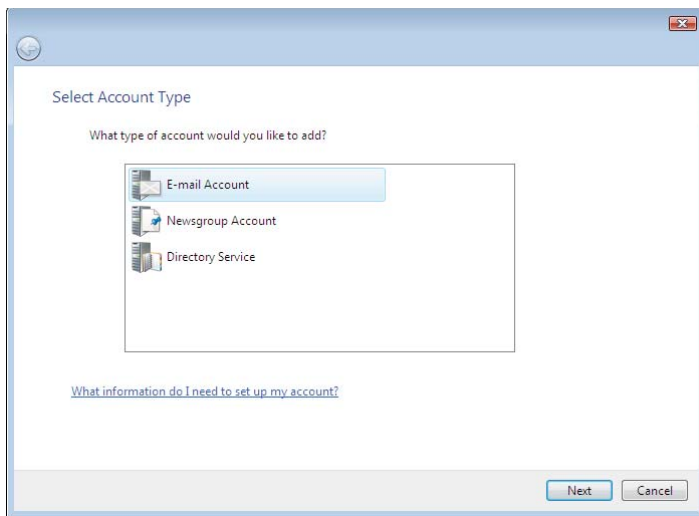 Select Account Type
What type of account would you like to add?
E-mail Account
Newsgroup Account
Directory Service
What information do I need to set up my account?
Next Cancel